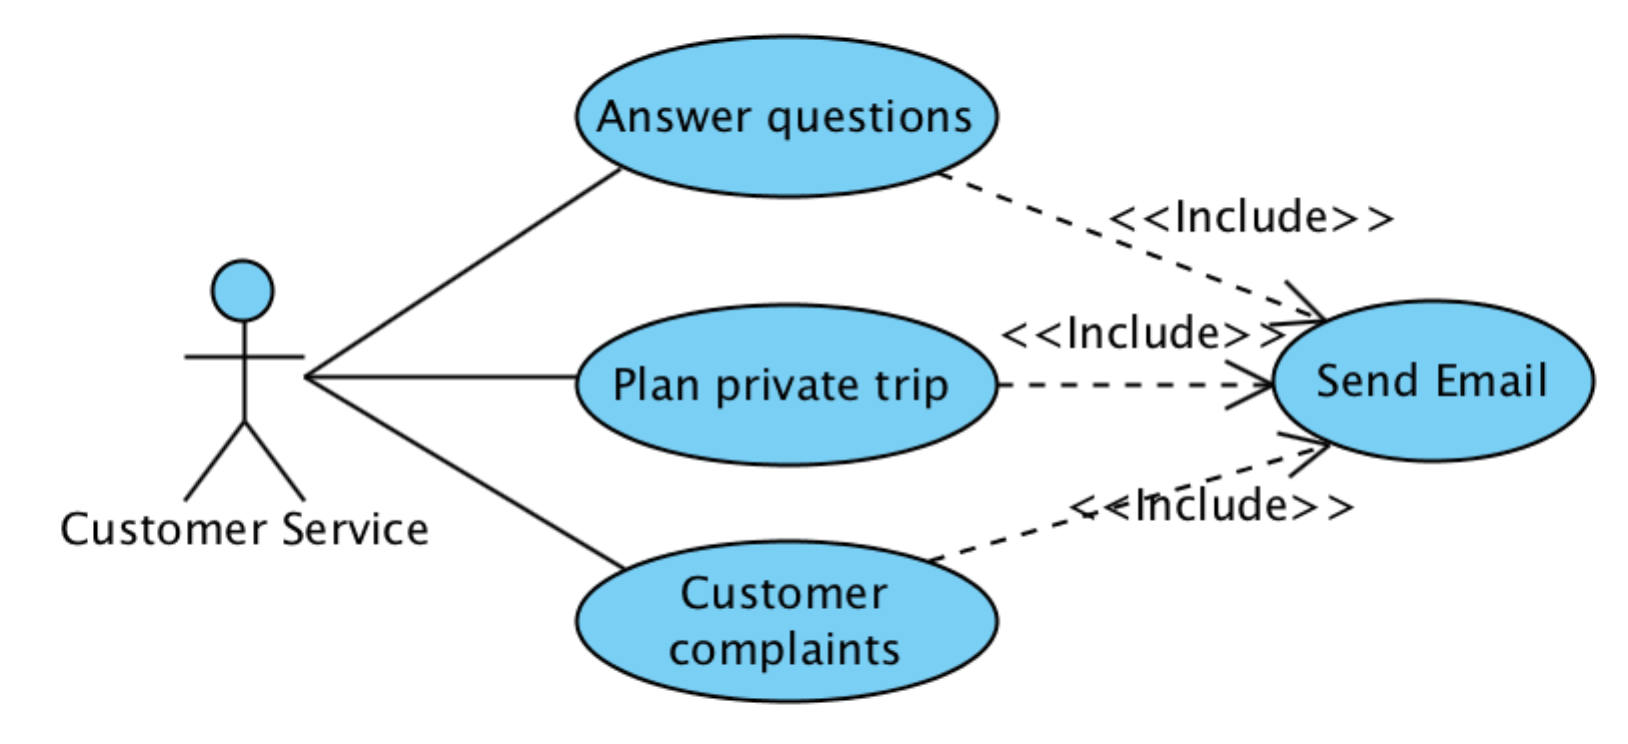 Answer questions
<<Include>>
<<Include>>
Plan private trip
Send Email
<<Include>>
Customer Service
Customer
complaints